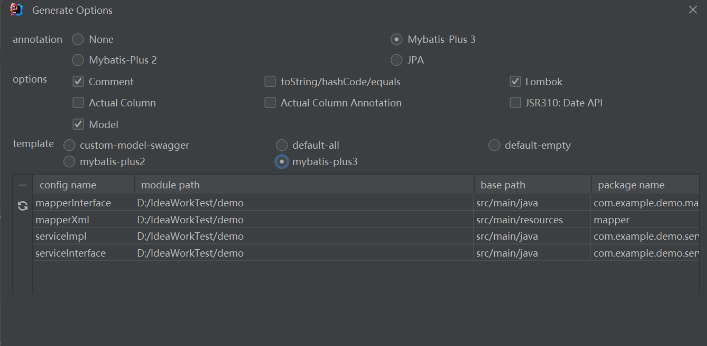 Generate Options
annotation None Mybatis-Plus 3
Mybatis-Plus 2 JPA
options Comment toString/hashCode/equals Lombok
Actual Column Actual Column Annotation JSR310: Date API
Model
template custom-model-swagger default-all default-empty
mybatis-plus2 mybatis-plus3
config name module path base path package name
mapperInterface D:/IdeaWorkTest/demo src/main/java com.example.demo.ma
mapperXml D:/IdeaWorkTest/demo src/main/resources mapper
serviceImpl D:/IdeaWorkTest/demo src/main/java com.example.demo.ser
serviceInterface D:/IdeaWorkTest/demo src/main/java com.example.demo.ser